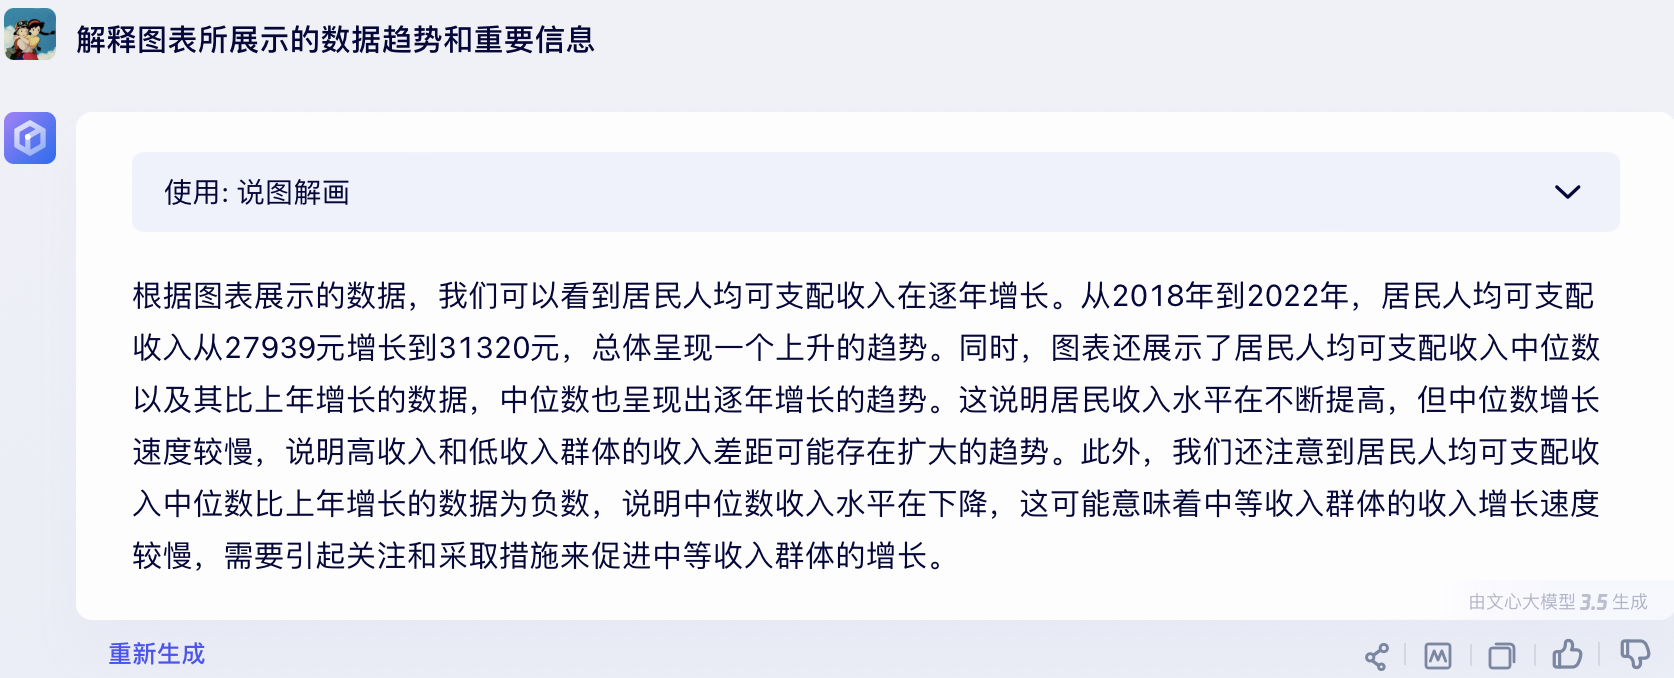 解释图表所展示的数据趋势和重要信息
使用: 说图解画
根据图表展示的数据，我们可以看到居民人均可支配收入在逐年增长。从2018年到2022年，居民人均可支配
收入从27939元增长到31320元，总体呈现一个上升的趋势。同时，图表还展示了居民人均可支配收入中位数
以及其比上年增长的数据，中位数也呈现出逐年增长的趋势。这说明居民收入水平在不断提高，但中位数增长
速度较慢，说明高收入和低收入群体的收入差距可能存在扩大的趋势。此外，我们还注意到居民人均可支配收
入中位数比上年增长的数据为负数，说明中位数收入水平在下降，这可能意味着中等收入群体的收入增长速度
较慢，需要引起关注和采取措施来促进中等收入群体的增长。
由文心大模型 3.5 生成
重新生成